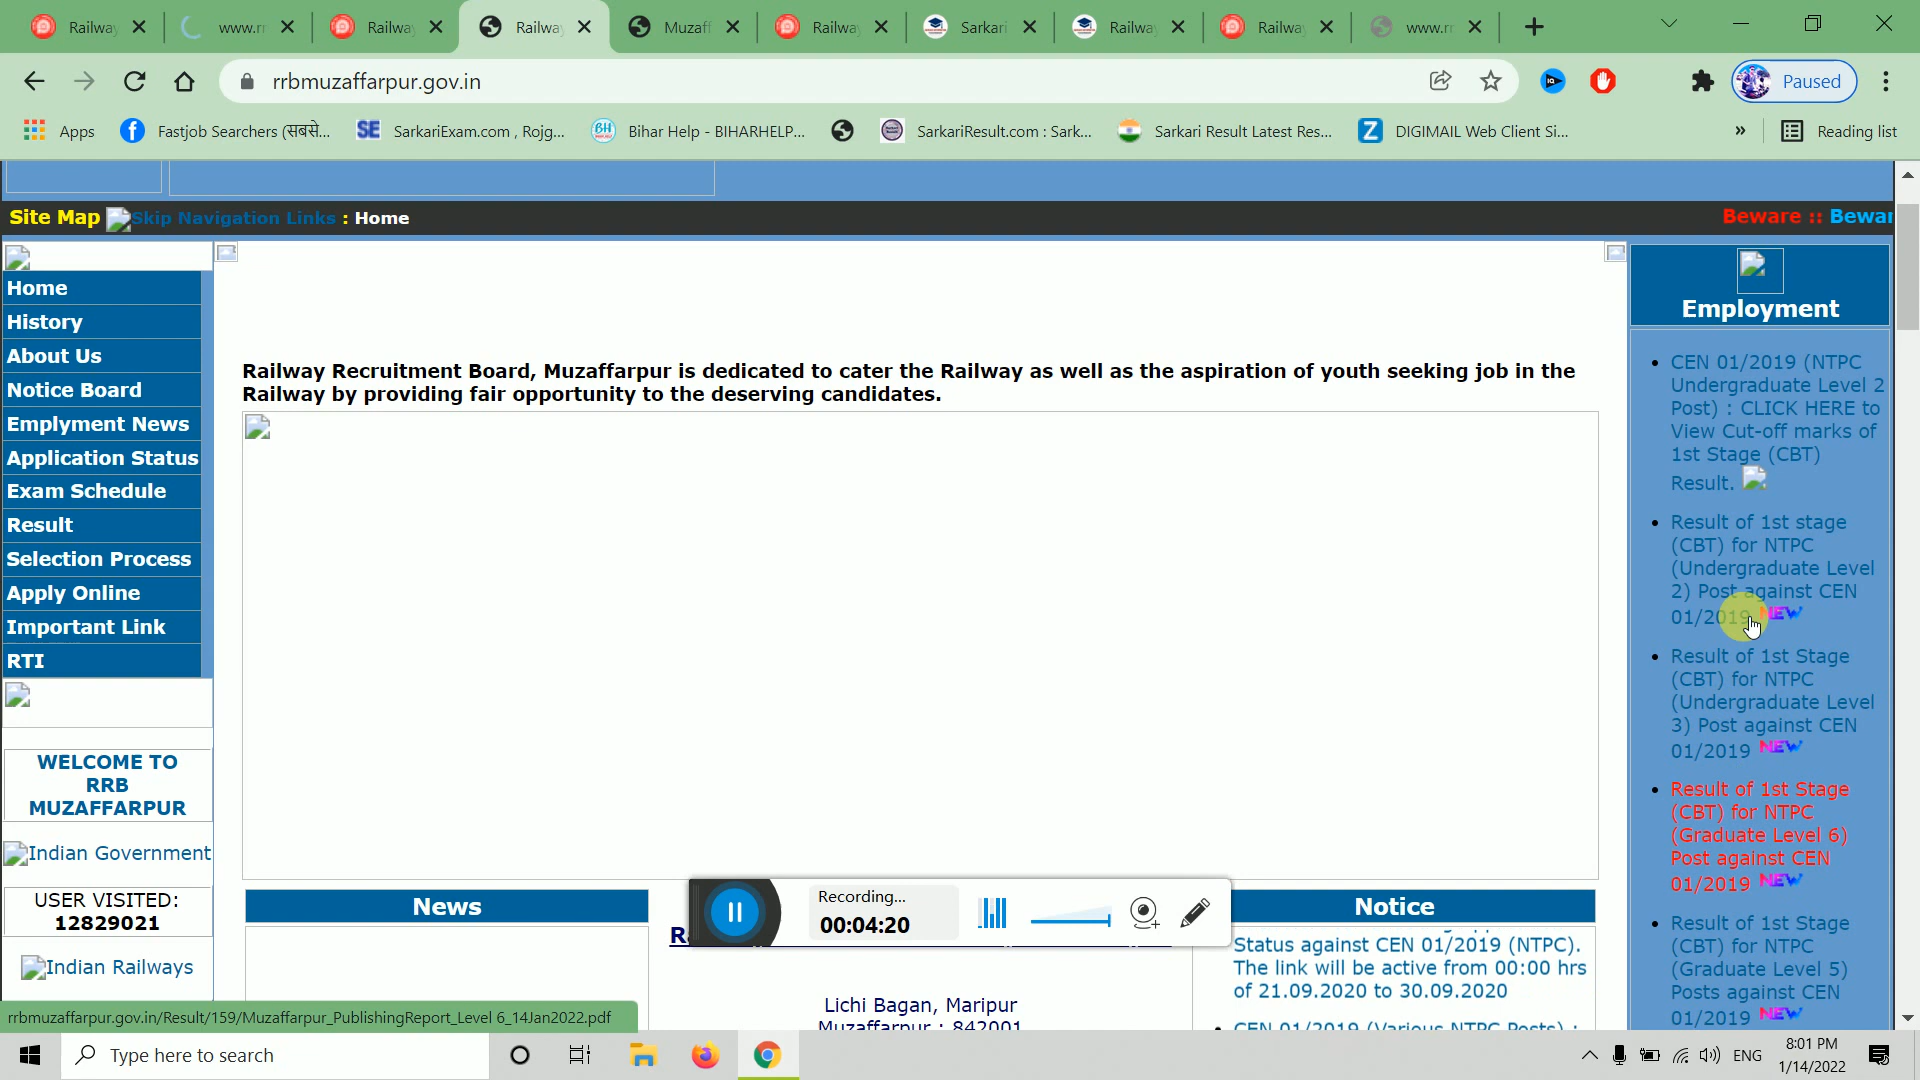 Railway
www.rr
Railway
Railway
Muzaff
Railway
Sarkari
Railway
Railway
www.rr
rrbmuzaffarpur.gov.in
Paused
Apps
Fastjob Searchers (सबसे...
SarkariExam.com , Rojg...
Bihar Help - BIHARHELP...
SarkariResult.com : Sark...
Sarkari Result Latest Res...
DIGIMAIL Web Client Si...
»
Reading list
Site Map Skip Navigation Links : Home
Beware :: Bewar
Home
History
About Us
Notice Board
Emplyment News
Application Status
Exam Schedule
Result
Selection Process
Apply Online
Important Link
RTI
WELCOME TO
RRB
MUZAFFARPUR
Indian Government
USER VISITED:
12829021
Indian Railways
Railway Recruitment Board, Muzaffarpur is dedicated to cater the Railway as well as the aspiration of youth seeking job in the
Railway by providing fair opportunity to the deserving candidates.
News
Recording...
00:04:20
Lichi Bagan, Maripur
Muzaffarpur : 842001
Notice
Status against CEN 01/2019 (NTPC).
The link will be active from 00:00 hrs
of 21.09.2020 to 30.09.2020
CEN 01/2019 (Various NTPC Posts) :
Employment
CEN 01/2019 (NTPC
Undergraduate Level 2
Post) : CLICK HERE to
View Cut-off marks of
1st Stage (CBT)
Result.
Result of 1st stage
(CBT) for NTPC
(Undergraduate Level
2) Post against CEN
01/2019 NEW
Result of 1st Stage
(CBT) for NTPC
(Undergraduate Level
3) Post against CEN
01/2019 NEW
Result of 1st Stage
(CBT) for NTPC
(Graduate Level 6)
Post against CEN
01/2019 NEW
Result of 1st Stage
(CBT) for NTPC
(Graduate Level 5)
Posts against CEN
01/2019 NEW
rrbmuzaffarpur.gov.in/Result/159/Muzaffarpur_PublishingReport_Level 6_14Jan2022.pdf
Type here to search
ENG
8:01 PM
1/14/2022